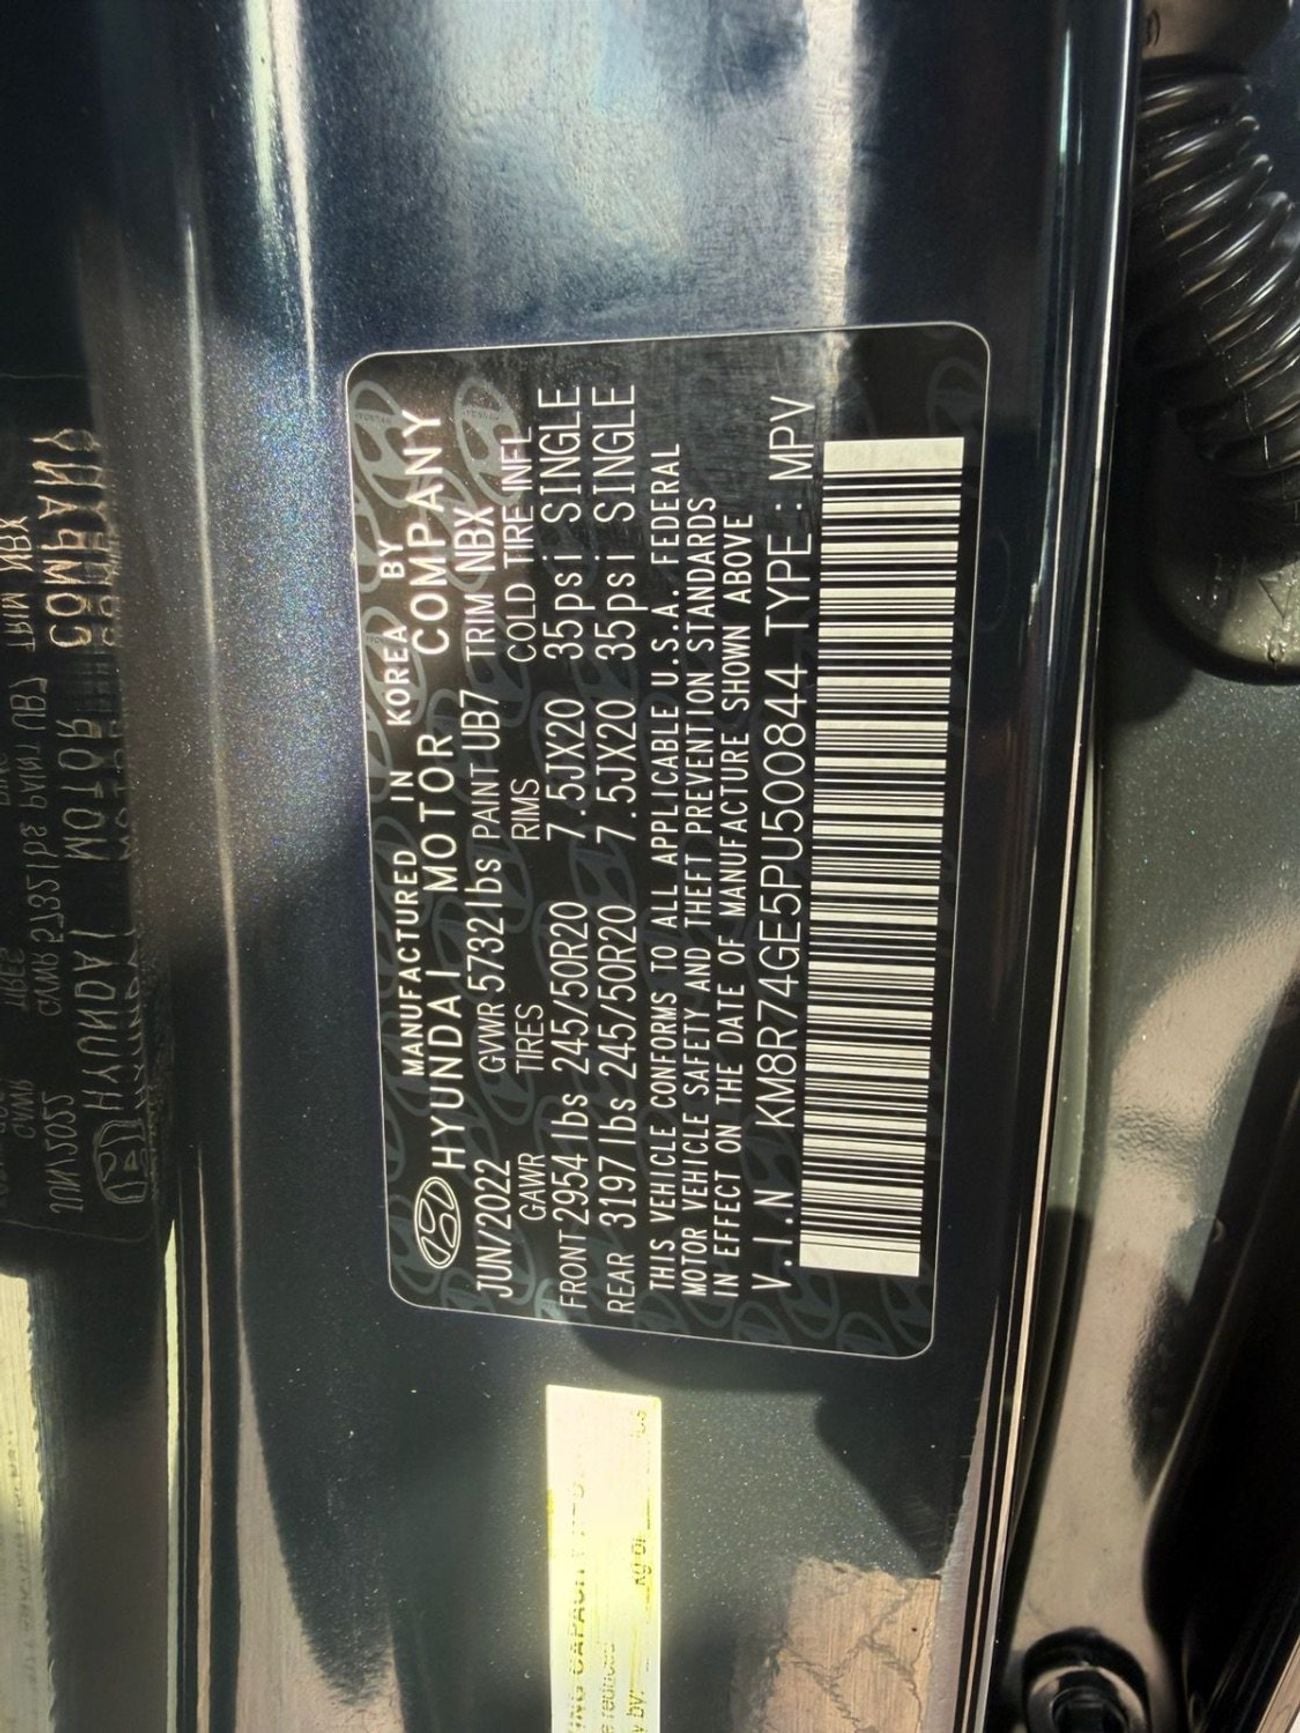 MANUFACTURED IN KOREA BY
HYUNDAI MOTOR COMPANY
JUN/2022 GVWR 5732lbs PAINT UB7 TRIM NBX
GAWR TIRES RIMS COLD TIRE INFL
FRONT 2954lbs 245/50R20 7.5JX20 35psi SINGLE
REAR 3197lbs 245/50R20 7.5JX20 35psi SINGLE
THIS VEHICLE CONFORMS TO ALL APPLICABLE U.S.A. FEDERAL
MOTOR VEHICLE SAFETY AND THEFT PREVENTION STANDARDS
IN EFFECT ON THE DATE OF MANUFACTURE SHOWN ABOVE
V.I.N KM8R74GE5PU500844 TYPE : MPV